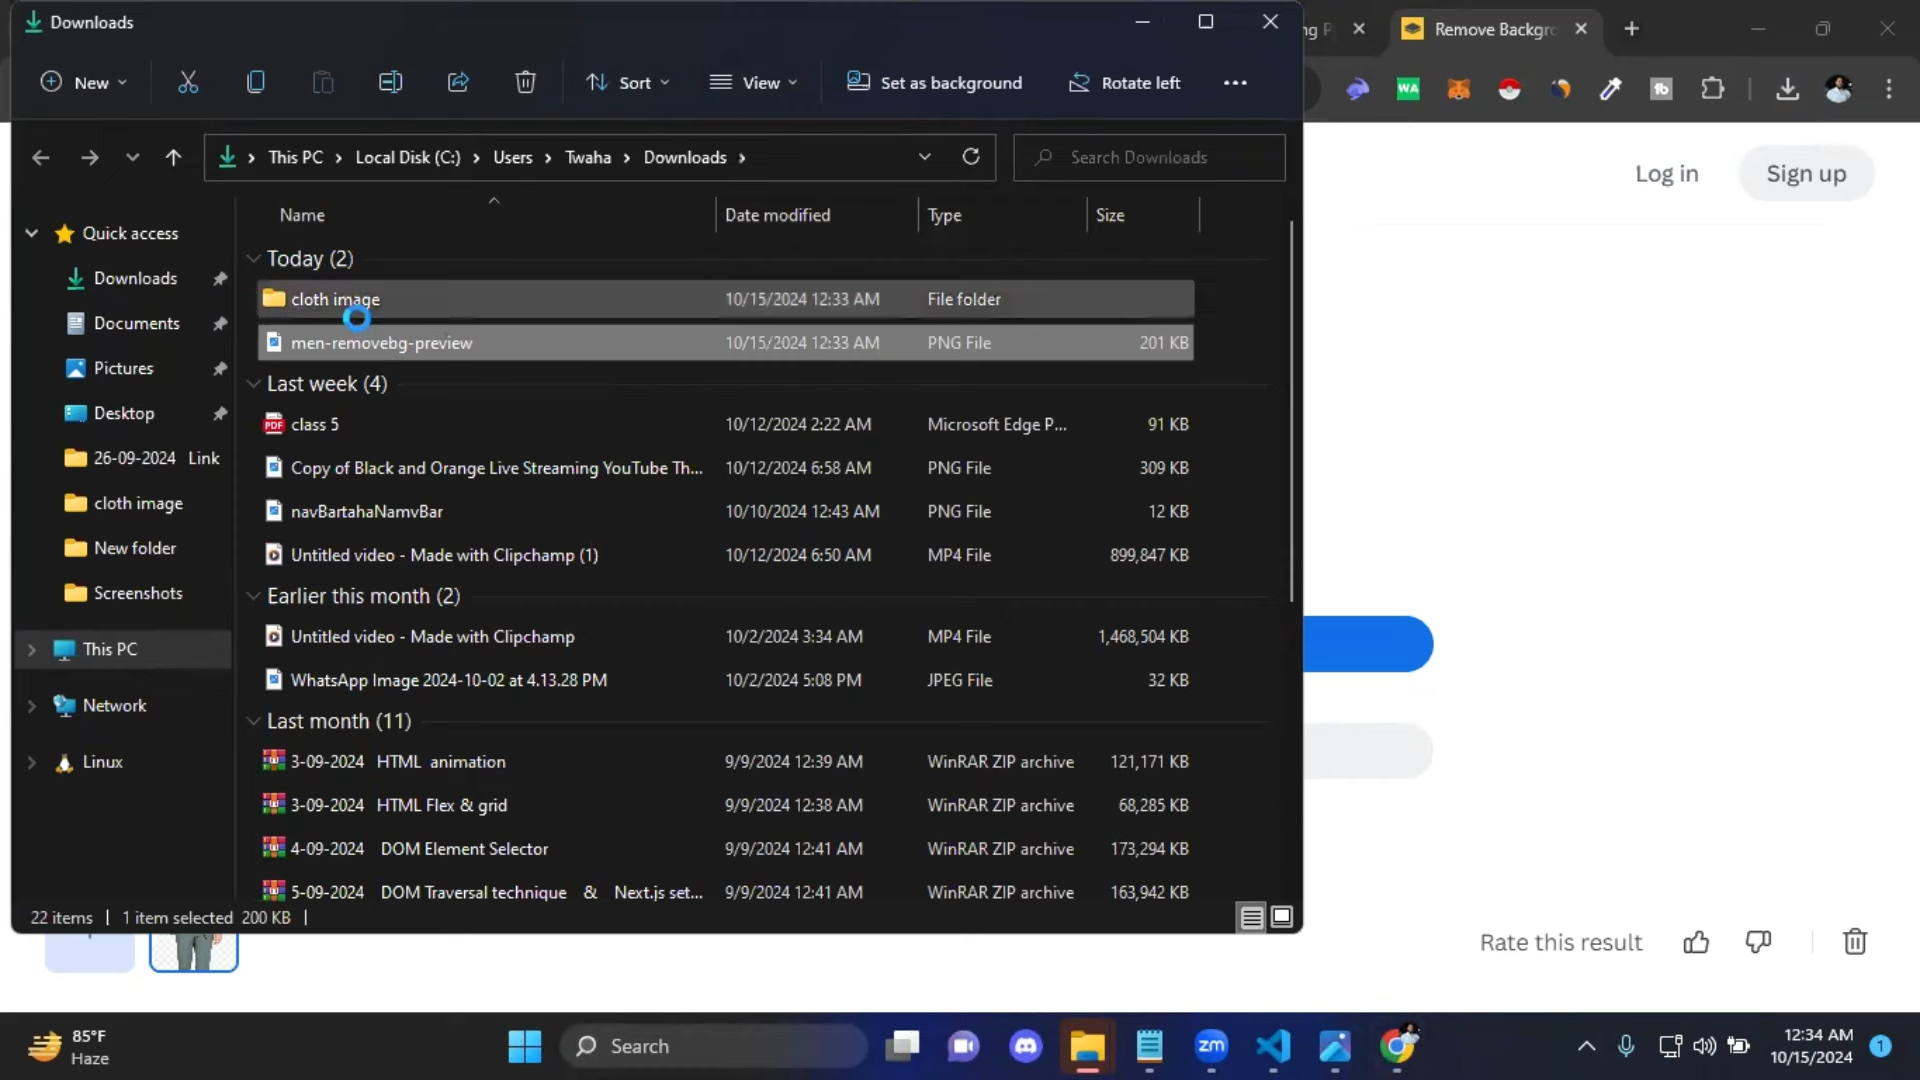 Downloads
New
Sort
View
Set as background
Rotate left
This PC
Local Disk (C:)
Users
Twaha
Downloads
Search Downloads
Name
Date modified
Type
Size
Quick access
Downloads
Documents
Pictures
Desktop
26-09-2024 Link
cloth image
New folder
Screenshots
This PC
Network
Linux
Today (2)
cloth image 10/15/2024 12:33 AM File folder
men-removebg-preview 10/15/2024 12:33 AM PNG File 201 KB
Last week (4)
class 5 10/12/2024 2:22 AM Microsoft Edge P... 91 KB
Copy of Black and Orange Live Streaming YouTube Th... 10/12/2024 6:58 AM PNG File 309 KB
navBartahaNamvBar 10/10/2024 12:43 AM PNG File 12 KB
Untitled video - Made with Clipchamp (1) 10/12/2024 6:50 AM MP4 File 899,847 KB
Earlier this month (2)
Untitled video - Made with Clipchamp 10/2/2024 3:34 AM MP4 File 1,468,504 KB
WhatsApp Image 2024-10-02 at 4.13.28 PM 10/2/2024 5:08 PM JPEG File 32 KB
Last month (11)
3-09-2024 HTML animation 9/9/2024 12:39 AM WinRAR ZIP archive 121,171 KB
3-09-2024 HTML Flex & grid 9/9/2024 12:38 AM WinRAR ZIP archive 68,285 KB
4-09-2024 DOM Element Selector 9/9/2024 12:41 AM WinRAR ZIP archive 173,294 KB
5-09-2024 DOM Traversal technique & Next.js set... 9/9/2024 12:41 AM WinRAR ZIP archive 163,942 KB
22 items
1 item selected 200 KB
ng P
Remove Backgro
WA
PDF
Log in
Sign up
Rate this result
85°F
Haze
Search
zm
12:34 AM
10/15/2024
1